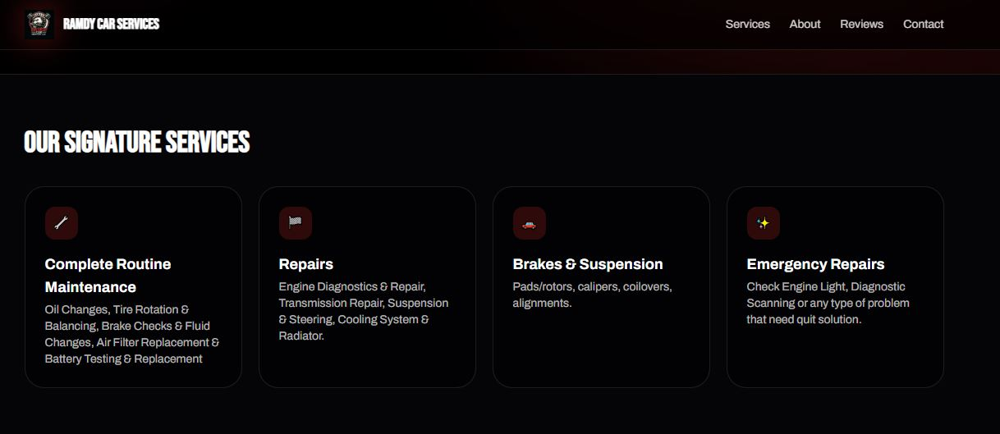 RAMDY CAR SERVICES
Services About Reviews Contact
OUR SIGNATURE SERVICES
Complete Routine
Maintenance
Oil Changes, Tire Rotation &
Balancing, Brake Checks & Fluid
Changes, Air Filter Replacement &
Battery Testing & Replacement
Repairs
Engine Diagnostics & Repair,
Transmission Repair, Suspension
& Steering, Cooling System &
Radiator.
Brakes & Suspension
Pads/rotors, calipers, coilovers,
alignments.
Emergency Repairs
Check Engine Light, Diagnostic
Scanning or any type of problem
that need quit solution.